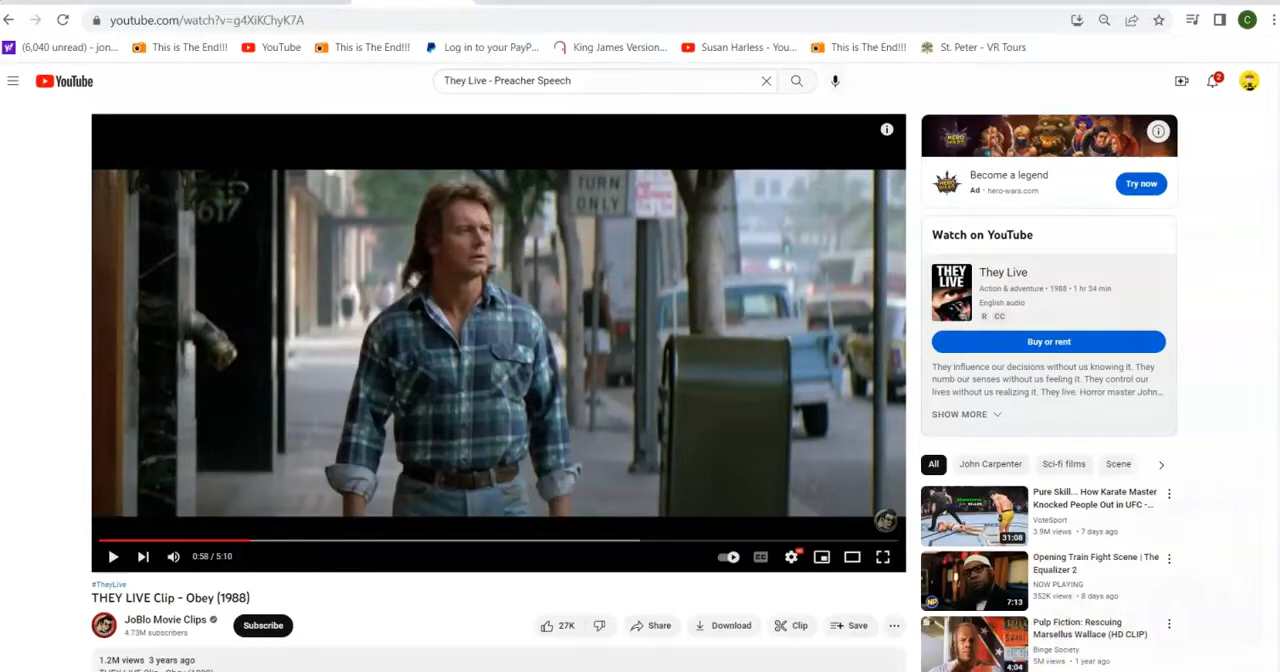 youtube.com/watch?v=g4XiKChyK7A
C
(6,040 unread) - jon...
This is The End!!!
YouTube
This is The End!!!
Log in to your PayP...
King James Version...
Susan Harless - You...
This is The End!!!
St. Peter - VR Tours
YouTube
They Live - Preacher Speech
2
617
TURN
ONLY
Become a legend
Ad · hero-wars.com
Try now
Watch on YouTube
THEY
LIVE
They Live
Action & adventure • 1988 • 1 hr 34 min
English audio
R CC
Buy or rent
They influence our decisions without us knowing it. They
numb our senses without us feeling it. They control our
lives without us realizing it. They live. Horror master John...
SHOW MORE
All
John Carpenter
Sci-fi films
Scene
Pure Skill... How Karate Master
Knocked People Out in UFC -...
VoteSport
3.9M views • 7 days ago
31:08
Opening Train Fight Scene | The
Equalizer 2
NOW PLAYING
352K views • 8 days ago
7:13
Pulp Fiction: Rescuing
Marsellus Wallace (HD CLIP)
Binge Society
5M views • 1 year ago
4:04
0:58 / 5:10
#TheyLive
THEY LIVE Clip - Obey (1988)
JoBlo Movie Clips
4.73M subscribers
Subscribe
27K
Share
Download
Clip
Save
1.2M views 3 years ago
THEY LIVE Clip - Obey (1988)